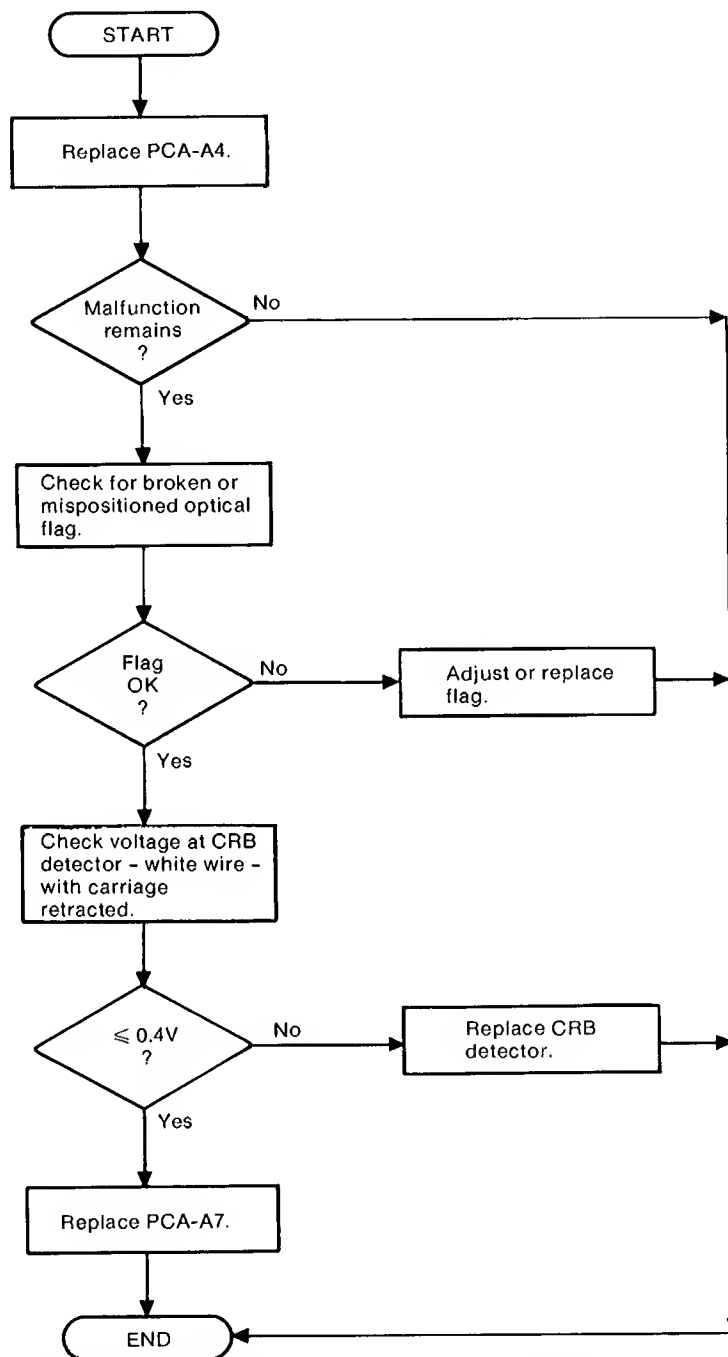 START
Replace PCA-A4.
Malfunction
remains
?
No
Yes
Check for broken or
mispositioned optical
flag.
Flag
OK
?
No
Adjust or replace
flag.
Yes
Check voltage at CRB
detector - white wire -
with carriage
retracted.
⩽ 0.4V
?
No
Replace CRB
detector.
Yes
Replace PCA-A7.
END